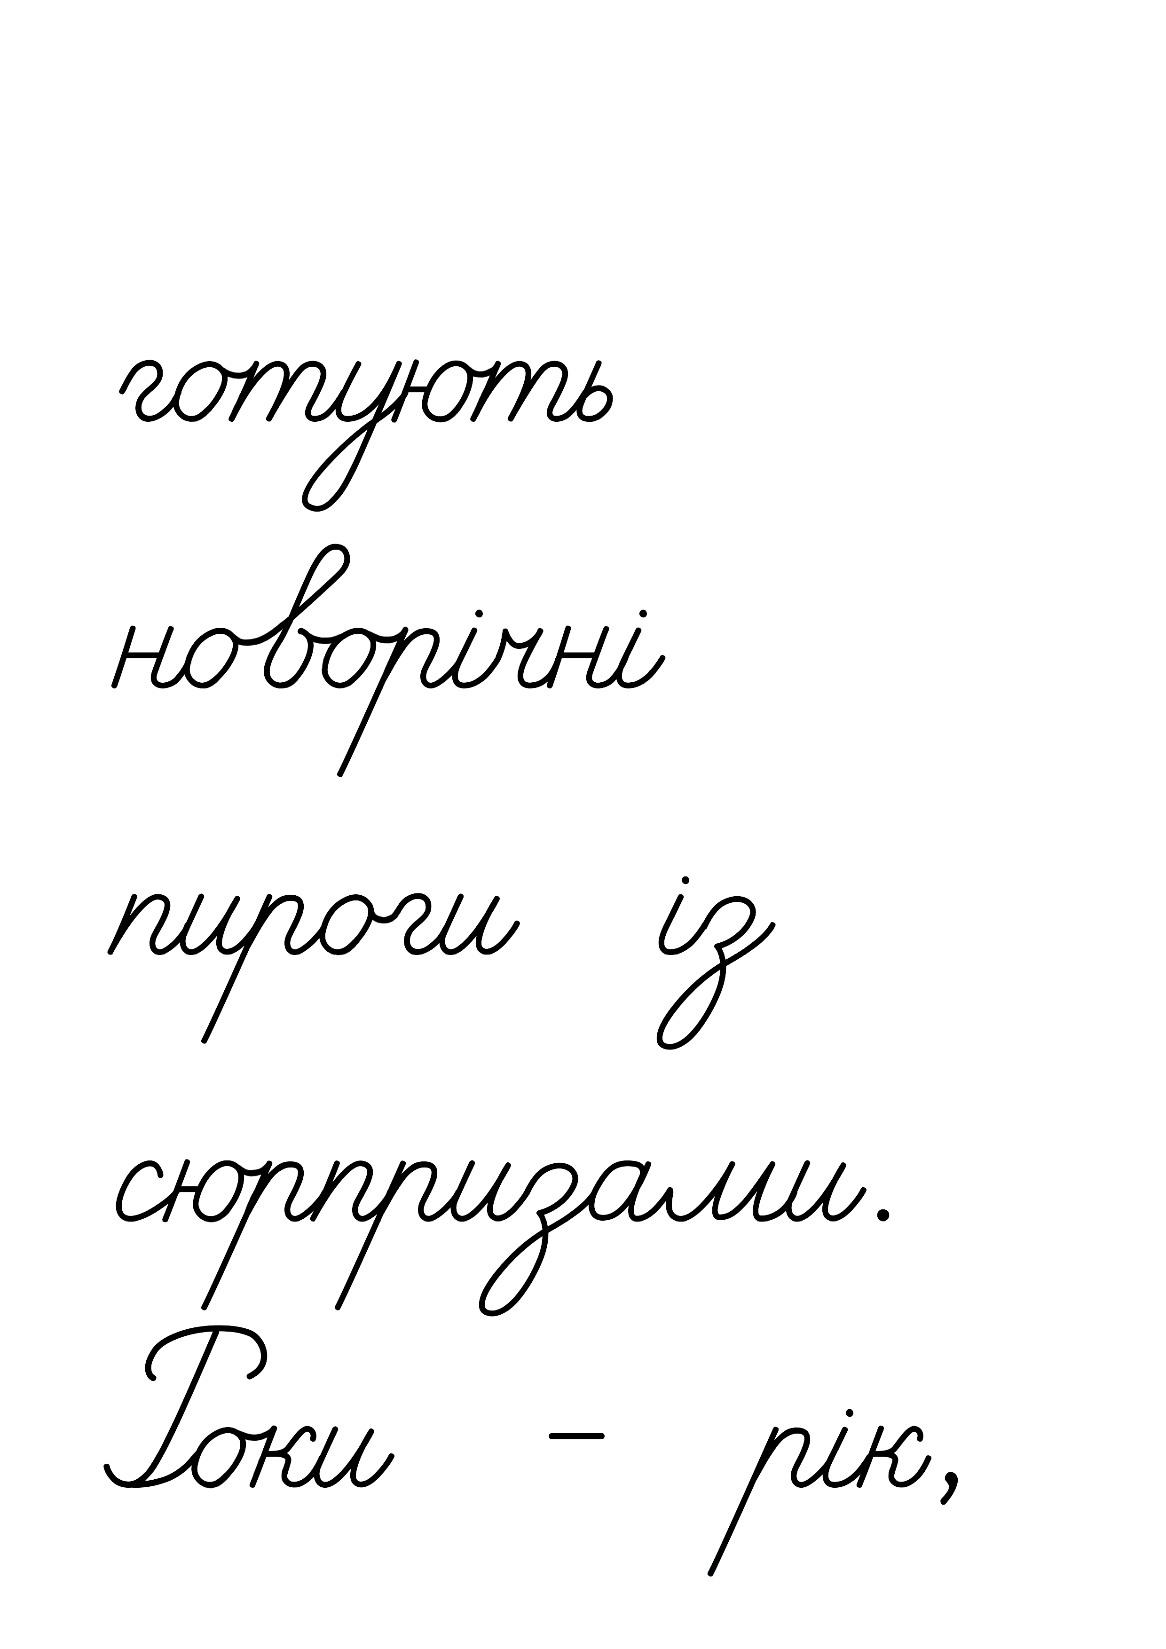 готують
новорічні
пироги із
сюрпризами.
Роки – рік,